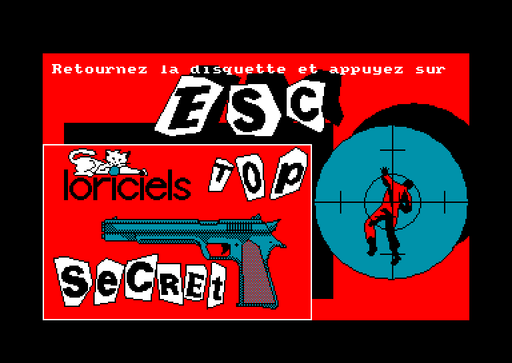 Retournez la disquette et appuyez sur
ESC
loriciels
TOP
SeCREt